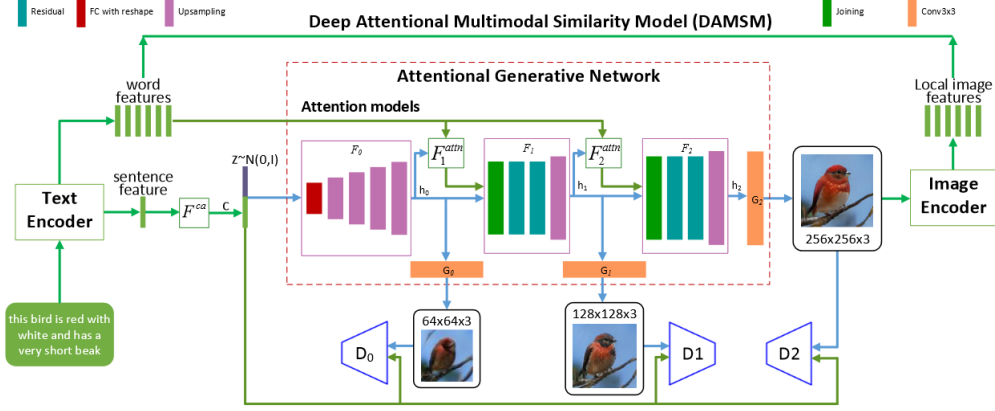 Residual
FC with reshape
Upsampling
Joining
Conv3x3
Deep Attentional Multimodal Similarity Model (DAMSM)
word
features
Attentional Generative Network
Local image
features
Attention models
Z~N(0,I)
F0
F1attn
F1
F2attn
F2
sentence
feature
Text
Encoder
Fca
c
h0
h1
h2
G2
256x256x3
Image
Encoder
G0
G1
this bird is red with
white and has a
very short beak
64x64x3
128x128x3
D0
D1
D2